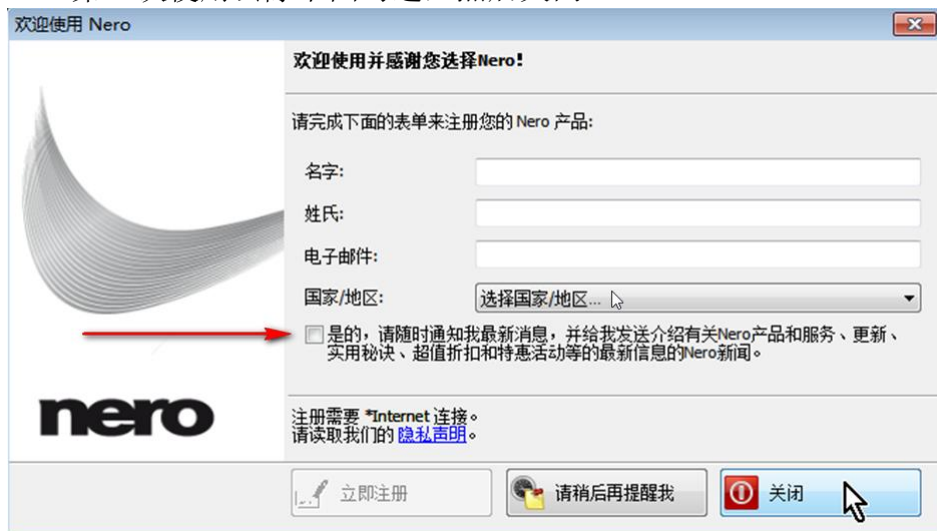 欢迎使用 Nero
欢迎使用并感谢您选择Nero!
请完成下面的表单来注册您的 Nero 产品:
名字:
姓氏:
电子邮件:
国家/地区:
选择国家/地区...
是的，请随时通知我最新消息，并给我发送介绍有关Nero产品和服务、更新、
实用秘诀、超值折扣和特惠活动等的最新信息的Nero新闻。
nero
注册需要 *Internet 连接。
请读取我们的 隐私声明。
立即注册
请稍后再提醒我
关闭